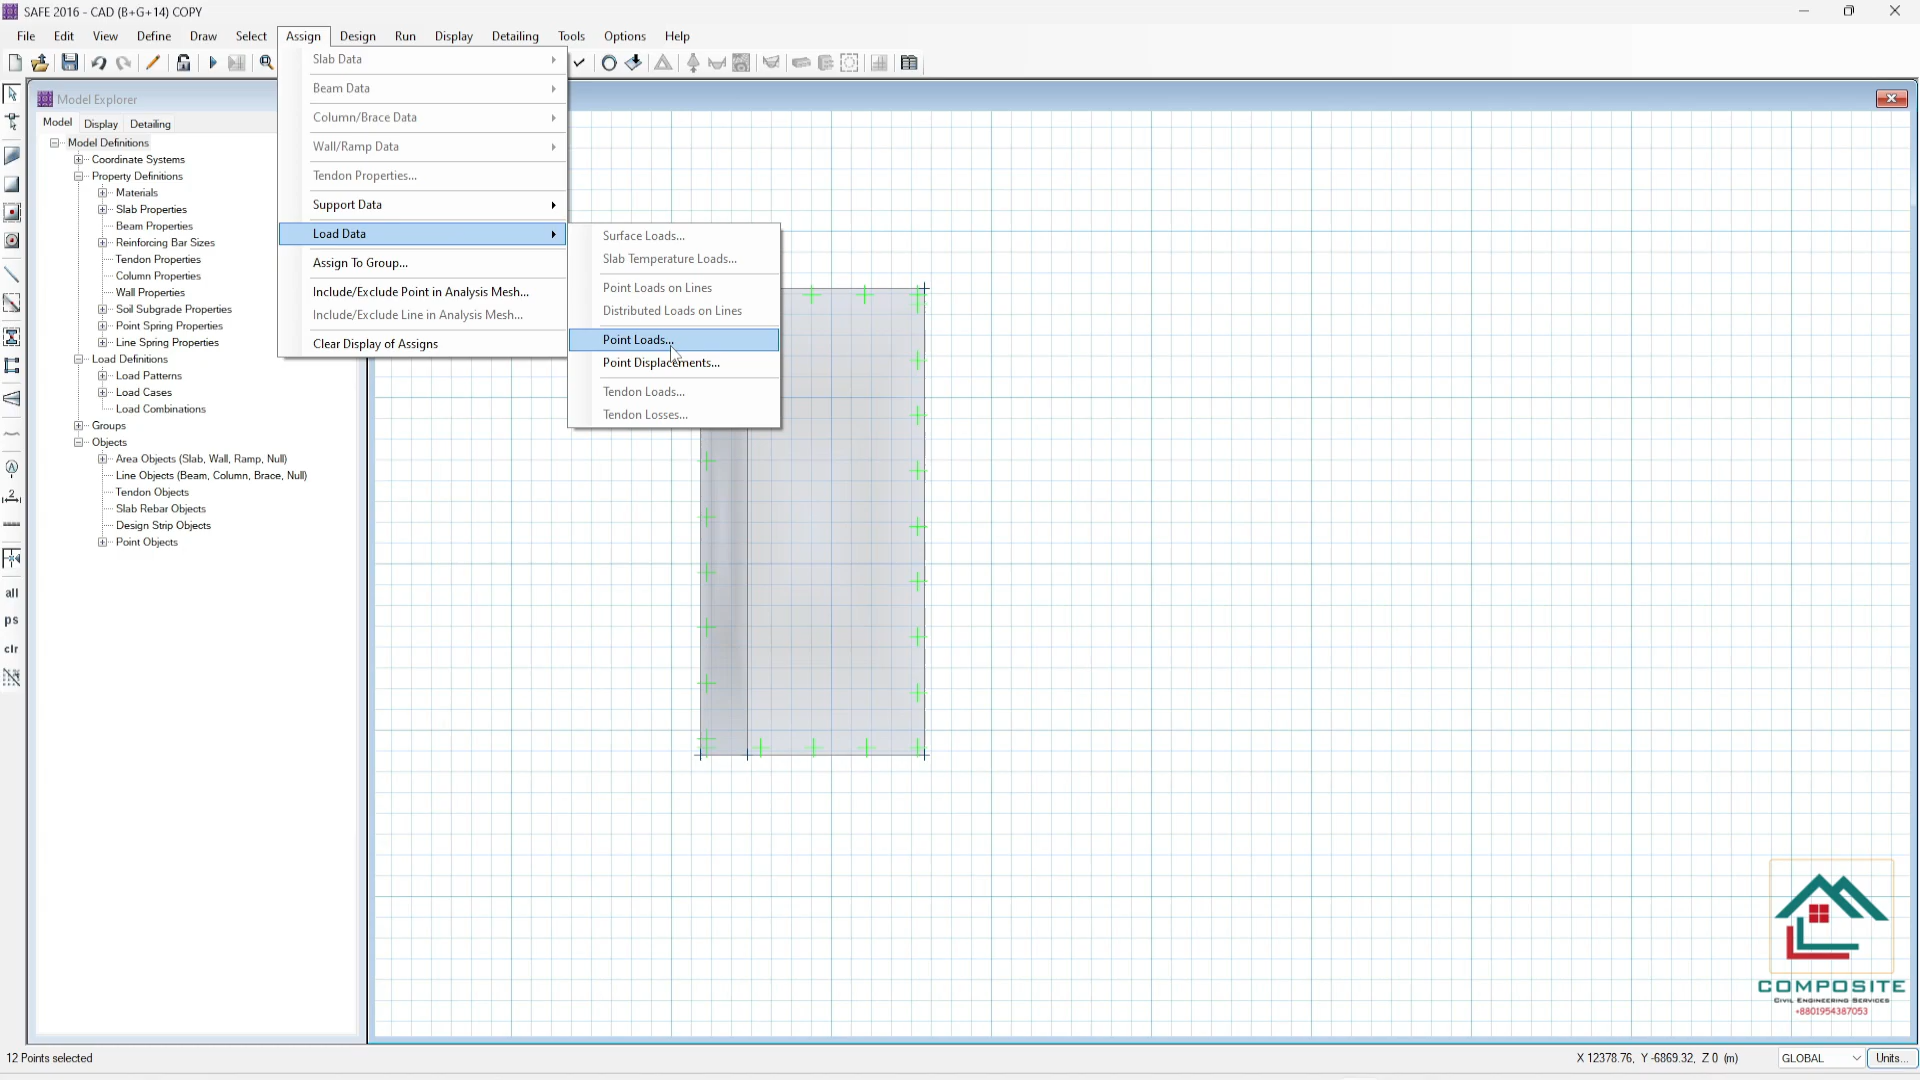 SAFE 2016 - CAD (B+G+14) COPY
File Edit View Define Draw Select Assign Design Run Display Detailing Tools Options Help
Slab Data
Beam Data
Column/Brace Data
Wall/Ramp Data
Tendon Properties...
Support Data
Load Data
Assign To Group...
Include/Exclude Point in Analysis Mesh...
Include/Exclude Line in Analysis Mesh...
Clear Display of Assigns
Surface Loads...
Slab Temperature Loads...
Point Loads on Lines
Distributed Loads on Lines
Point Loads...
Point Displacements...
Tendon Loads...
Tendon Losses...
Model Explorer
Model Display Detailing
Model Definitions
Coordinate Systems
Property Definitions
Materials
Slab Properties
Beam Properties
Reinforcing Bar Sizes
Tendon Properties
Column Properties
Wall Properties
Soil Subgrade Properties
Point Spring Properties
Line Spring Properties
Load Definitions
Load Patterns
Load Cases
Load Combinations
Groups
Objects
Area Objects (Slab, Wall, Ramp, Null)
Line Objects (Beam, Column, Brace, Null)
Tendon Objects
Slab Rebar Objects
Design Strip Objects
Point Objects
all
ps
clr
COMPOSITE
CIVIL ENGINEERING SERVICES
+8801954387053
12 Points selected
X 12378.76, Y -6869.32, Z 0 (m)
GLOBAL
Units...